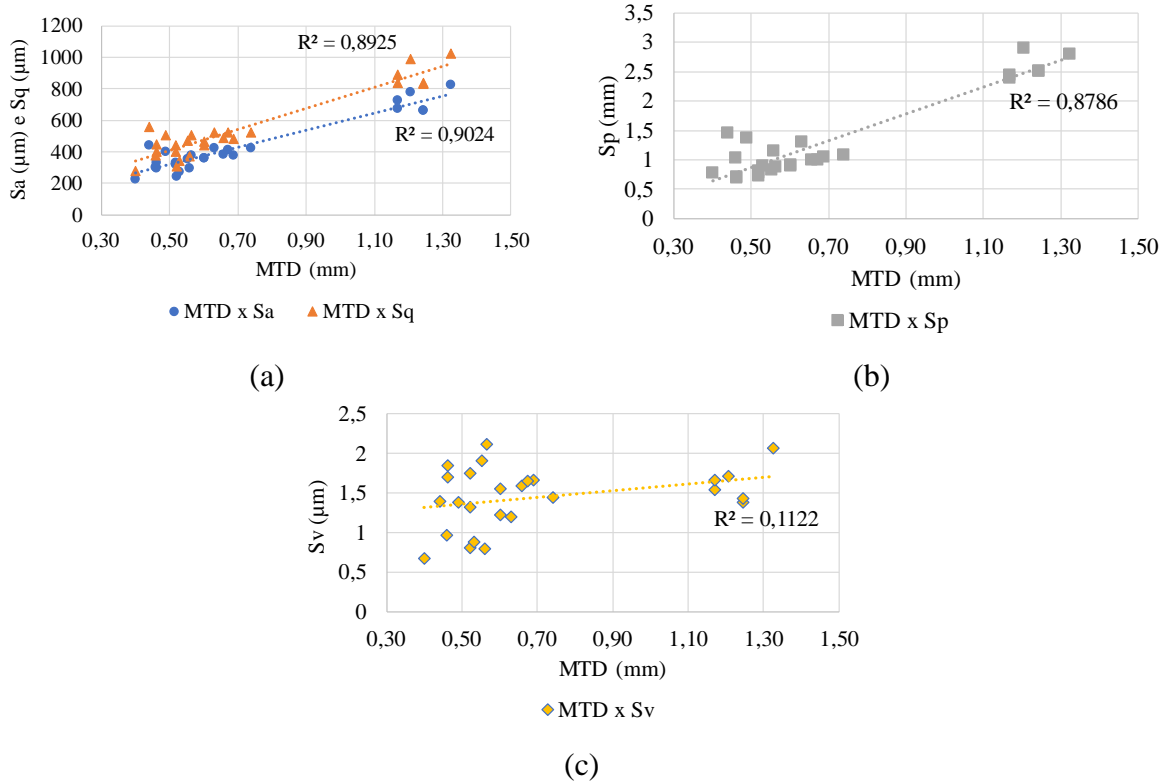 1200
1000
800
600
400
200
0
Sa (µm) e Sq (µm)
R² = 0,8925
R² = 0,9024
0,30 0,50 0,70 0,90 1,10 1,30 1,50
MTD (mm)
MTD x Sa MTD x Sq
(a)
3,5
3
2,5
2
1,5
1
0,5
0
Sp (mm)
R² = 0,8786
0,30 0,50 0,70 0,90 1,10 1,30 1,50
MTD (mm)
MTD x Sp
(b)
2,5
2
1,5
1
0,5
0
Sv (µm)
R² = 0,1122
0,30 0,50 0,70 0,90 1,10 1,30 1,50
MTD (mm)
MTD x Sv
(c)